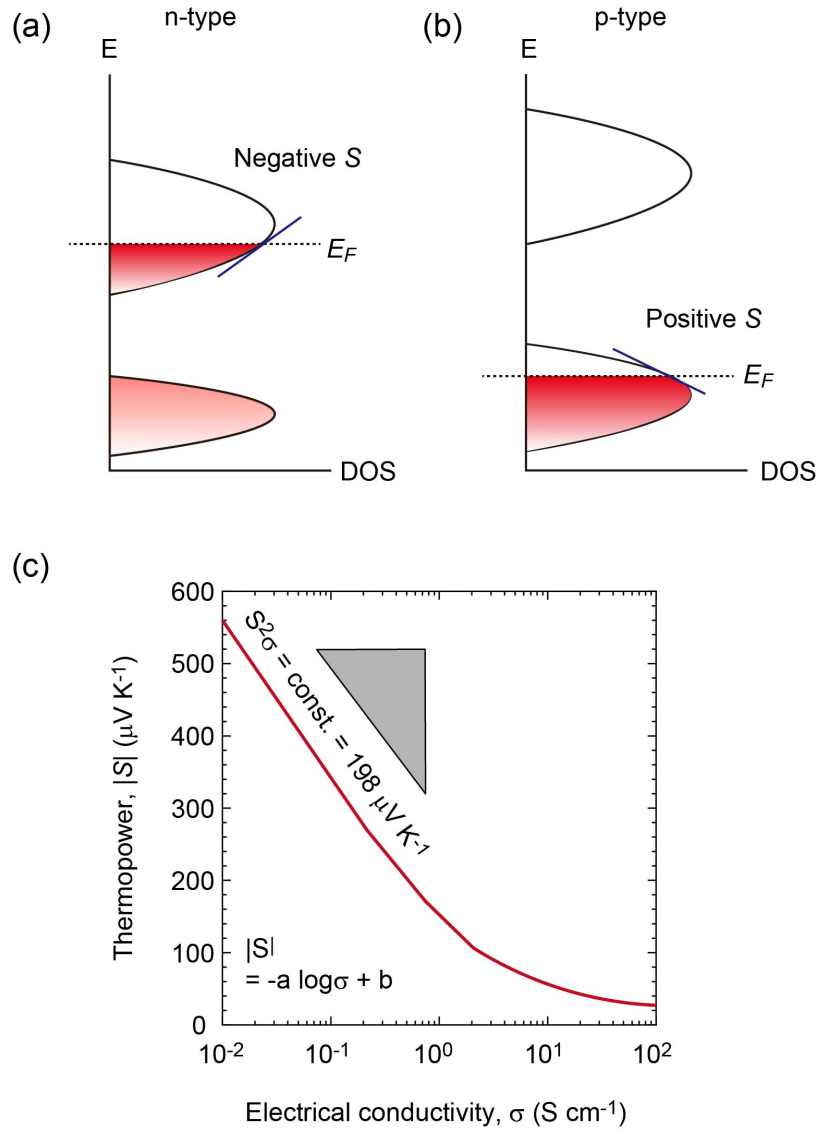 (a)
n-type
E
Negative S
E_F
DOS
(b)
p-type
E
Positive S
E_F
DOS
(c)
600
500
400
300
200
100
0
Thermopower, |S| (μV K⁻¹)
S²σ = const. = 198 μV K⁻¹
|S|
= -a logσ + b
10⁻² 10⁻¹ 10⁰ 10¹ 10²
Electrical conductivity, σ (S cm⁻¹)